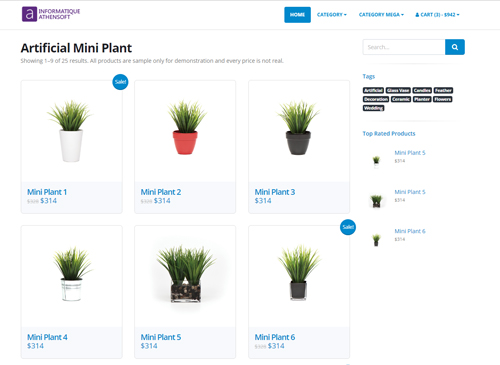 a INFORMATIQUE
ATHENSOFT
HOME
CATEGORY
CATEGORY MEGA
CART (3) - $942
Artificial Mini Plant
Showing 1–9 of 25 results. All products are sample only for demonstration and every price is not real.
Search...
Sale!
Mini Plant 1
$328 $314
Mini Plant 2
$328 $314
Mini Plant 3
$314
Tags
Artificial Glass Vase Candles Feather
Decoration Ceramic Planter Flowers
Wedding
Top Rated Products
Mini Plant 5
$314
Mini Plant 5
$314
Mini Plant 6
$314
Sale!
Mini Plant 4
$314
Mini Plant 5
$314
Mini Plant 6
$328 $314